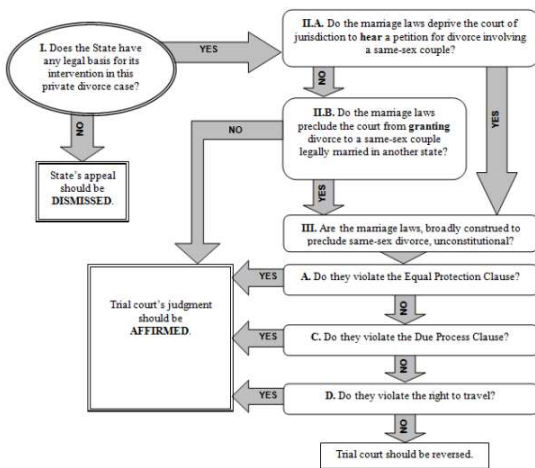 I. Does the State have
any legal basis for its
intervention in this
private divorce case?
YES
II.A. Do the marriage laws deprive the court of
jurisdiction to hear a petition for divorce involving
a same-sex couple?
NO
NO
YES
II.B. Do the marriage laws
preclude the court from granting
divorce to a same-sex couple
legally married in another state?
NO
State's appeal
should be
DISMISSED.
YES
III. Are the marriage laws, broadly construed to
preclude same-sex divorce, unconstitutional?
Trial court's judgment
should be
AFFIRMED.
YES
A. Do they violate the Equal Protection Clause?
NO
YES
C. Do they violate the Due Process Clause?
NO
YES
D. Do they violate the right to travel?
NO
Trial court should be reversed.